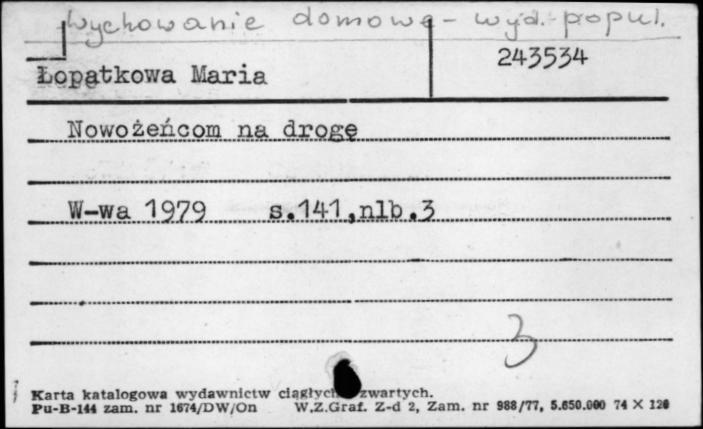 Wychowanie domowe - wyd. popul.
243534
Łopatkowa Maria
Nowożeńcom na drogę
W-wa 1979 s.141,nlb.3
3
Karta katalogowa wydawnictw ciągłych zwartych.
Pu-B-144 zam. nr 1674/DW/On W.Z.Graf. Z-d 2, Zam. nr 988/77, 5.650.000 74 X 120